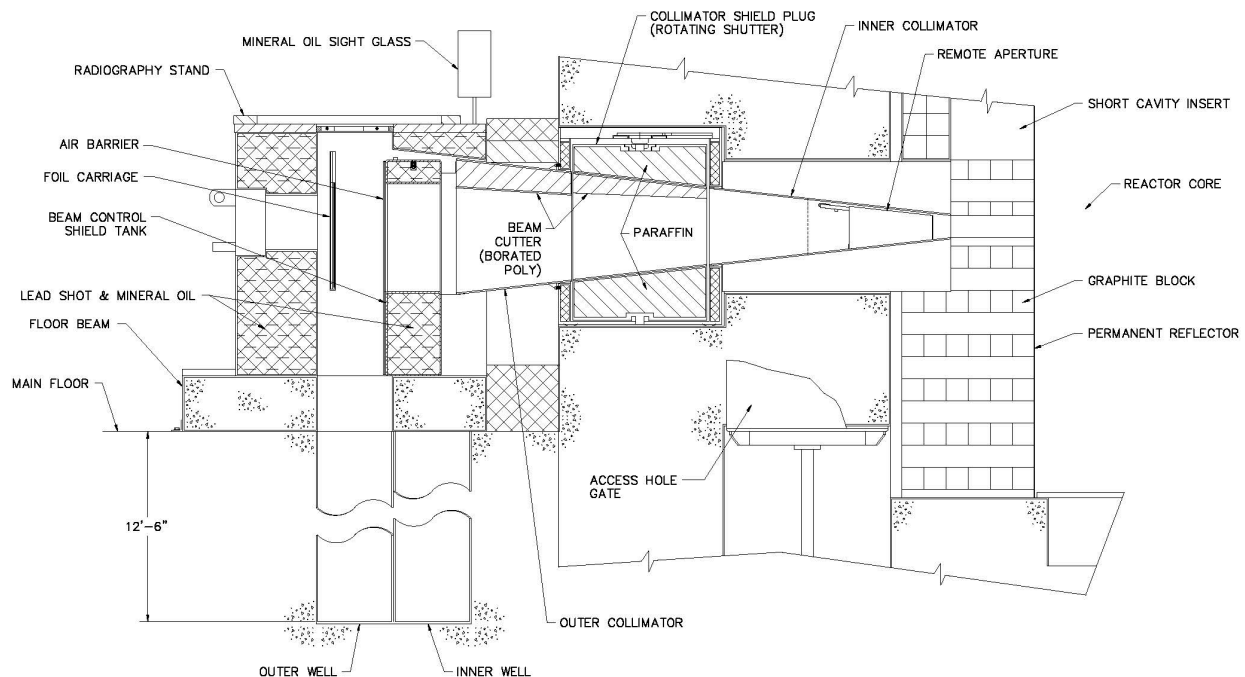 COLLIMATOR SHIELD PLUG
(ROTATING SHUTTER)
INNER COLLIMATOR
MINERAL OIL SIGHT GLASS
REMOTE APERTURE
RADIOGRAPHY STAND
SHORT CAVITY INSERT
AIR BARRIER
FOIL CARRIAGE
REACTOR CORE
BEAM CONTROL
SHIELD TANK
BEAM
CUTTER
(BORATED
POLY)
PARAFFIN
LEAD SHOT & MINERAL OIL
GRAPHITE BLOCK
FLOOR BEAM
PERMANENT REFLECTOR
MAIN FLOOR
ACCESS HOLE
GATE
12'-6"
OUTER COLLIMATOR
OUTER WELL
INNER WELL